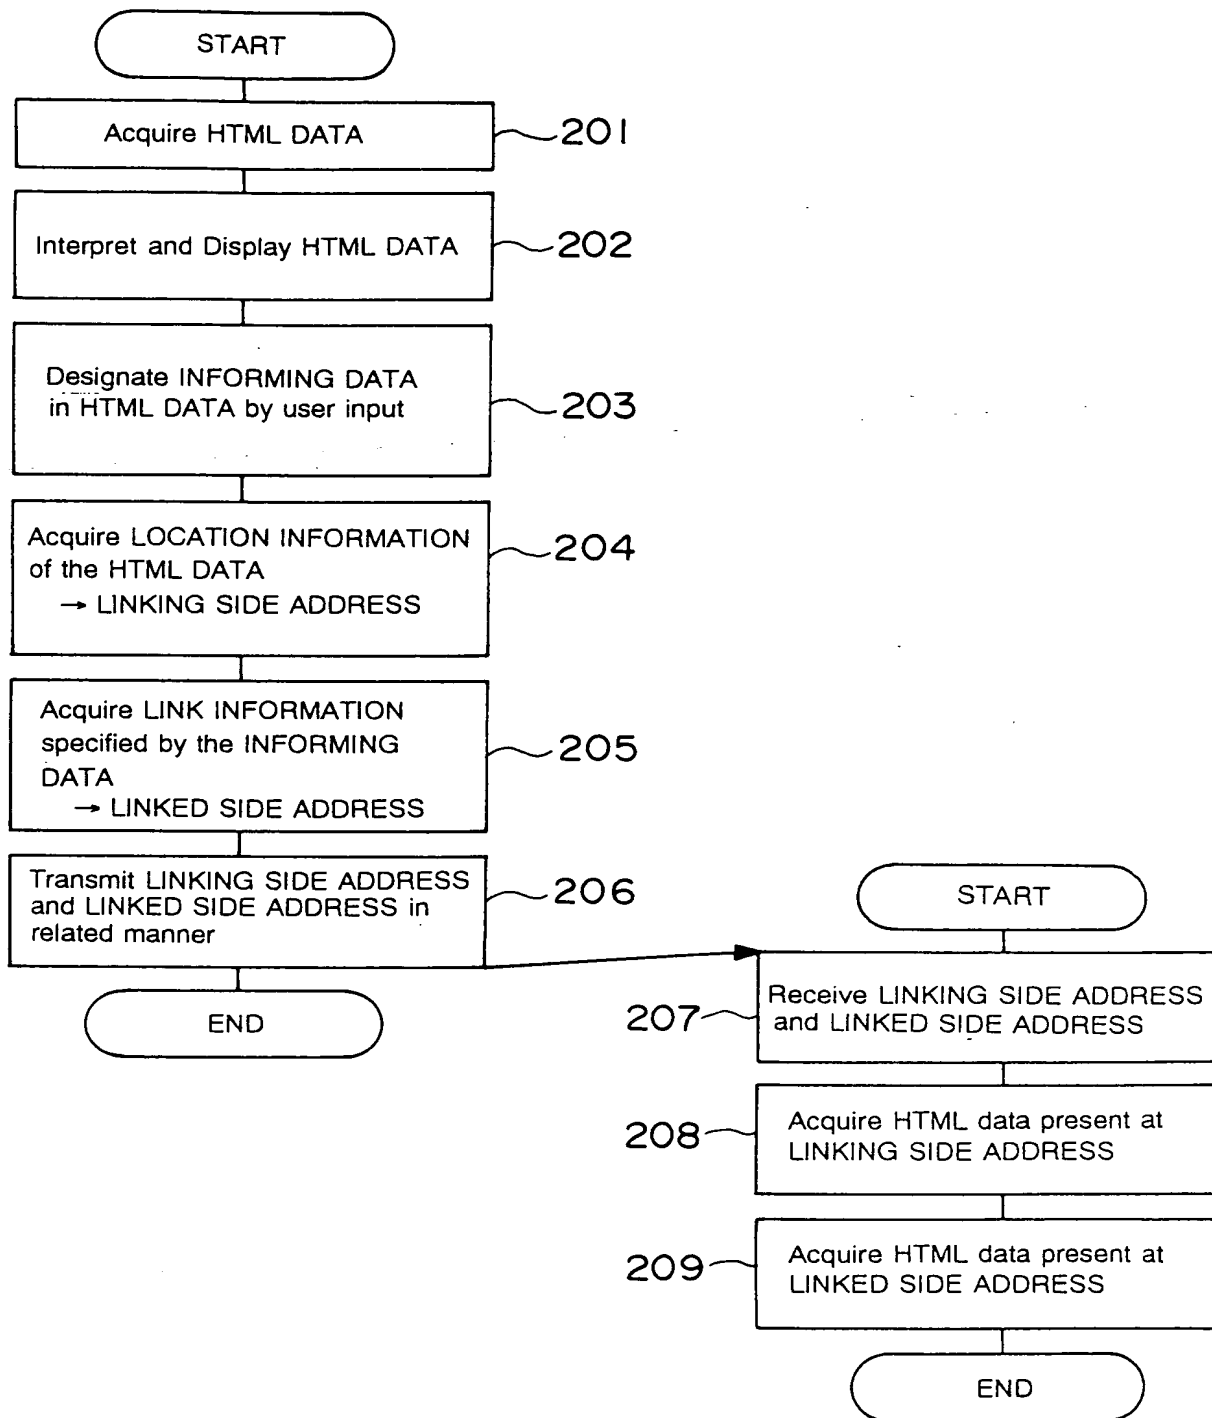 START
Acquire HTML DATA
201
Interpret and Display HTML DATA
202
Designate INFORMING DATA
in HTML DATA by user input
203
Acquire LOCATION INFORMATION
of the HTML DATA
→ LINKING SIDE ADDRESS
204
Acquire LINK INFORMATION
specified by the INFORMING
DATA
→ LINKED SIDE ADDRESS
205
Transmit LINKING SIDE ADDRESS
and LINKED SIDE ADDRESS in
related manner
206
END
START
207
Receive LINKING SIDE ADDRESS
and LINKED SIDE ADDRESS
208
Acquire HTML data present at
LINKING SIDE ADDRESS
209
Acquire HTML data present at
LINKED SIDE ADDRESS
END